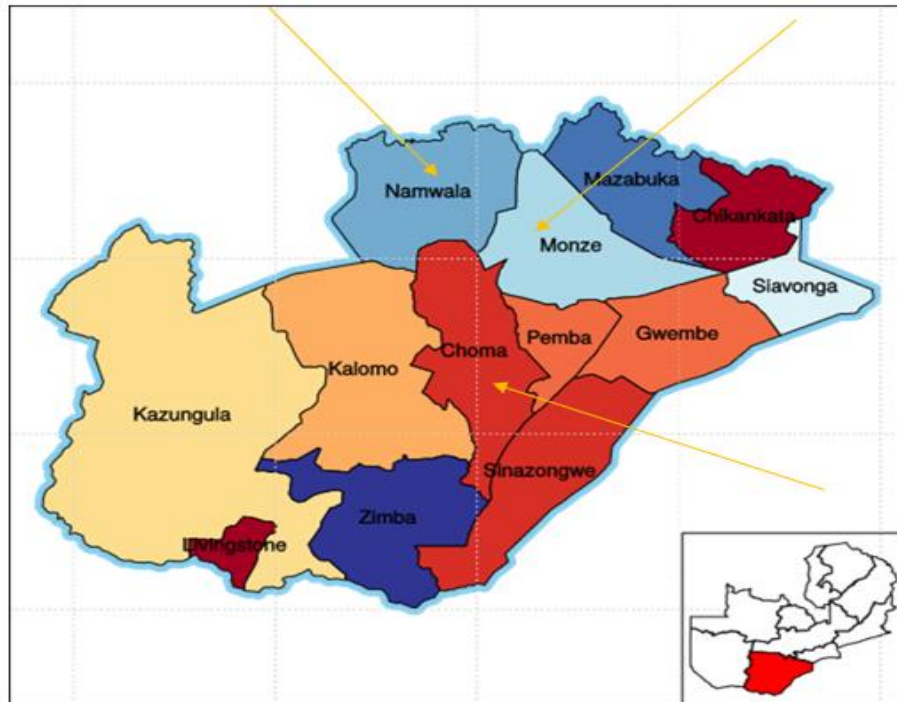 Namwala
Mazabuka
Chikankata
Monze
Siavonga
Pemba
Gwembe
Choma
Kalomo
Kazungula
Sinazongwe
Zimba
Livingstone